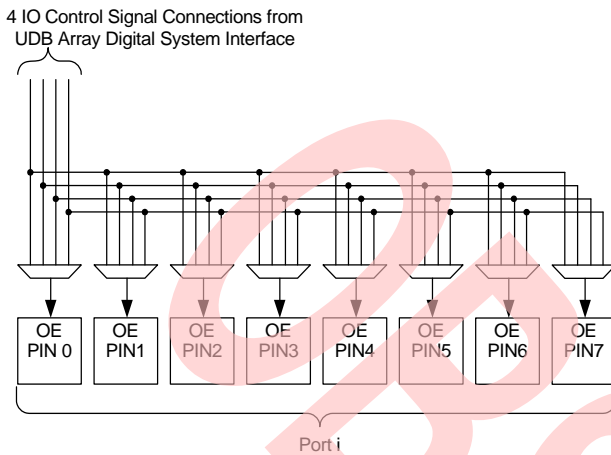 4 IO Control Signal Connections from
UDB Array Digital System Interface
OE OE OE OE OE OE OE OE
PIN 0 PIN1 PIN2 PIN3 PIN4 PIN5 PIN6 PIN7
Port i